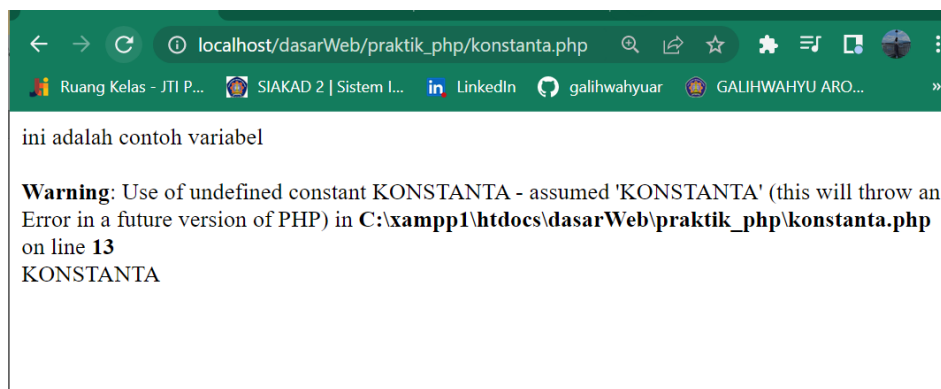 localhost/dasarWeb/praktik_php/konstanta.php
Ruang Kelas - JTI P... SIAKAD 2 | Sistem I... in LinkedIn galihwahyuar GALIHWAHYU ARO... »
ini adalah contoh variabel
Warning: Use of undefined constant KONSTANTA - assumed 'KONSTANTA' (this will throw an
Error in a future version of PHP) in C:\xampp1\htdocs\dasarWeb\praktik_php\konstanta.php
on line 13
KONSTANTA